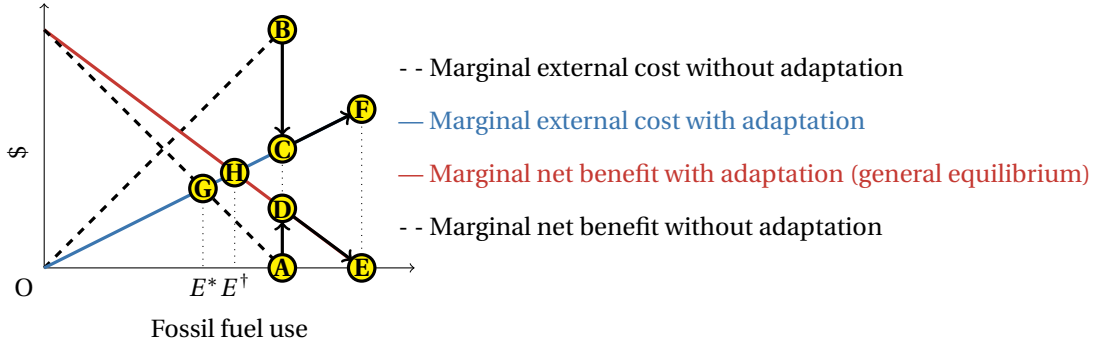 B
- - Marginal external cost without adaptation
F
— Marginal external cost with adaptation
$
C
H
— Marginal net benefit with adaptation (general equilibrium)
G
D
- - Marginal net benefit without adaptation
A
E
O
E* E†
Fossil fuel use